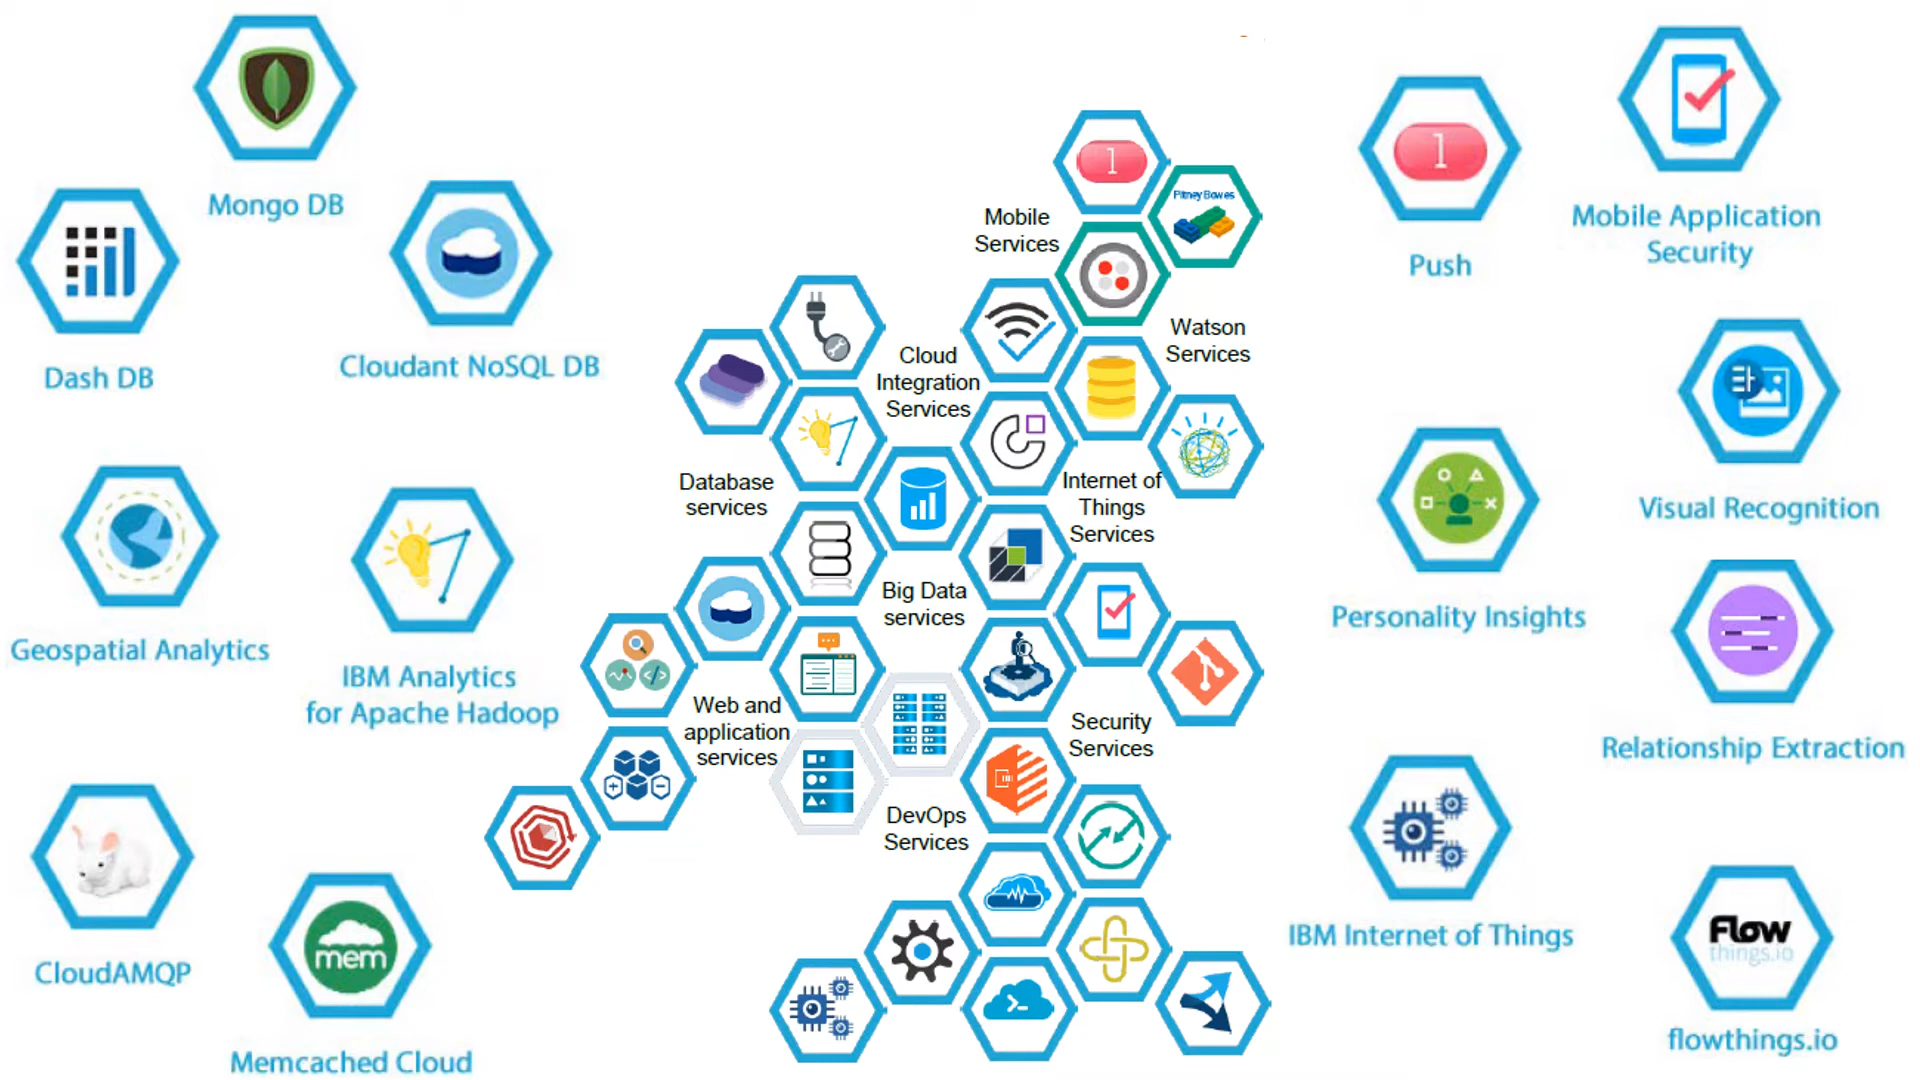 Mongo DB
Dash DB
Cloudant NoSQL DB
Geospatial Analytics
IBM Analytics
for Apache Hadoop
CloudAMQP
mem
Memcached Cloud
1
Pitney Bowes
Mobile
Services
Watson
Services
Cloud
Integration
Services
Database
services
Internet of
Things
Services
Big Data
services
Web and
application
services
Security
Services
DevOps
Services
1
Push
Mobile Application
Security
Visual Recognition
Personality Insights
Relationship Extraction
IBM Internet of Things
Flow
things.io
flowthings.io